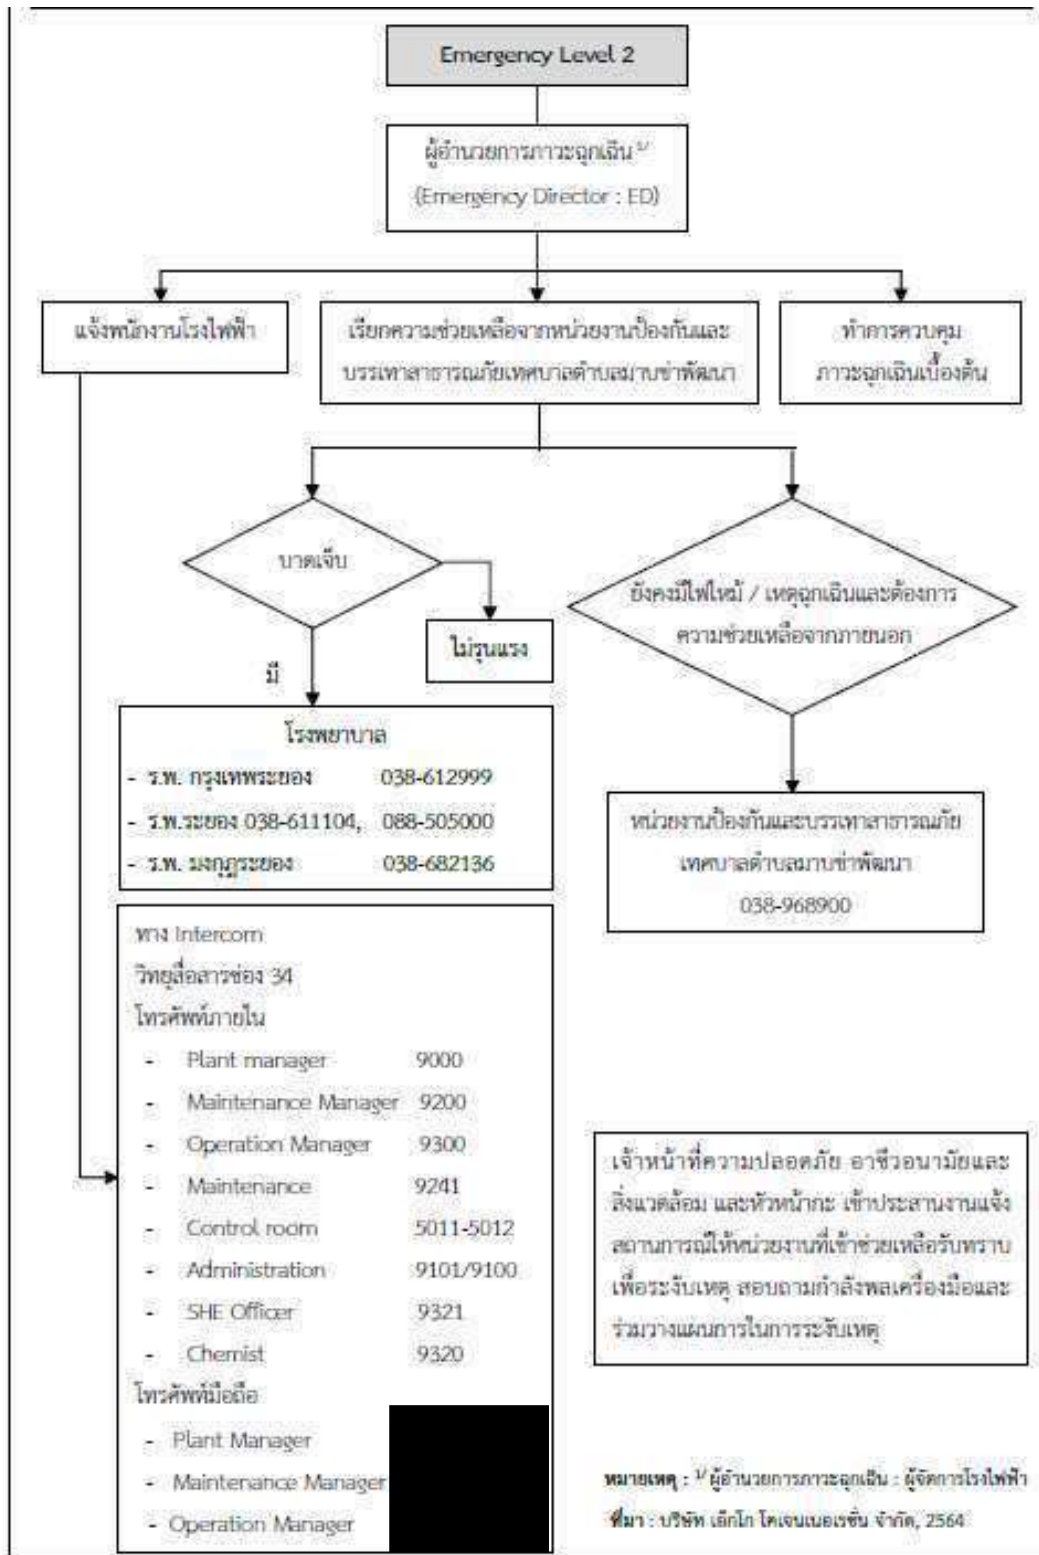 Emergency Level 2
ผู้อำนวยการภาวะฉุกเฉิน 1/
(Emergency Director : ED)
แจ้งพนักงานโรงไฟฟ้า
เรียกความช่วยเหลือจากหน่วยงานป้องกันและ
บรรเทาสาธารณภัยเทศบาลตำบลมาบข่าพัฒนา
ทำการควบคุม
ภาวะฉุกเฉินเบื้องต้น
บาดเจ็บ
ไม่รุนแรง
มี
ยังคงมีไฟไหม้ / เหตุฉุกเฉินและต้องการ
ความช่วยเหลือจากภายนอก
โรงพยาบาล
- ร.พ. กรุงเทพระยอง 038-612999
- ร.พ.ระยอง 038-611104, 088-505000
- ร.พ. มงกุฎระยอง 038-682136
หน่วยงานป้องกันและบรรเทาสาธารณภัย
เทศบาลตำบลมาบข่าพัฒนา
038-968900
ทาง Intercom
วิทยุสื่อสารช่อง 34
โทรศัพท์ภายใน
- Plant manager 9000
- Maintenance Manager 9200
- Operation Manager 9300
- Maintenance 9241
- Control room 5011-5012
- Administration 9101/9100
- SHE Officer 9321
- Chemist 9320
โทรศัพท์มือถือ
- Plant Manager
- Maintenance Manager
- Operation Manager
เจ้าหน้าที่ความปลอดภัย อาชีวอนามัยและ
สิ่งแวดล้อม และหัวหน้ากะ เข้าประสานงานแจ้ง
สถานการณ์ให้หน่วยงานที่เข้าช่วยเหลือรับทราบ
เพื่อระงับเหตุ สอบถามกำลังพลเครื่องมือและ
ร่วมวางแผนการในการระงับเหตุ
หมายเหตุ : 1/ ผู้อำนวยการภาวะฉุกเฉิน : ผู้จัดการโรงไฟฟ้า
ที่มา : บริษัท เอ็กโก โคเจนเนอเรชั่น จำกัด, 2564